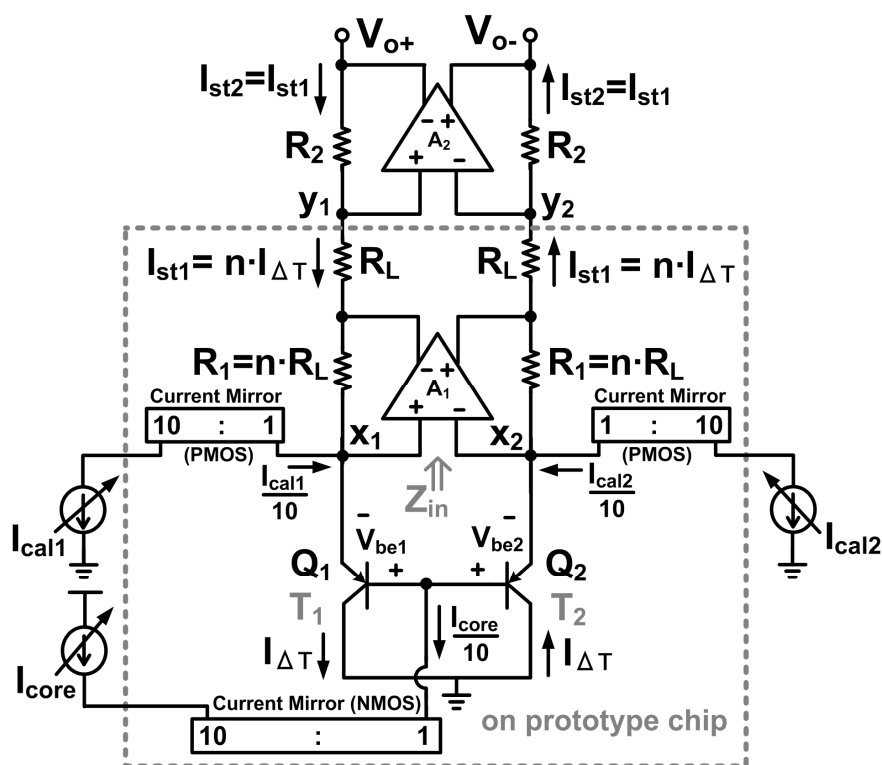 Vo+ Vo-
Ist2=Ist1 Ist2=Ist1
- +
A2
+ -
R2 R2
y1 y2
Ist1= n·IΔT RL RL Ist1 = n·IΔT
R1=n·RL R1=n·RL
- +
A1
+ -
Current Mirror Current Mirror
10 : 1 1 : 10
(PMOS) (PMOS)
x1 x2
Ical1/10 Ical2/10
Zin
Ical1 Ical2
- -
Vbe1 Vbe2
Q1 + + Q2
T1 T2
Icore/10
IΔT IΔT
Icore
Current Mirror (NMOS)
10 : 1
on prototype chip